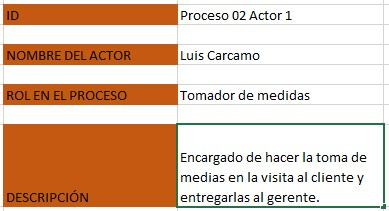 ID Proceso 02 Actor 1
NOMBRE DEL ACTOR Luis Carcamo
ROL EN EL PROCESO Tomador de medidas
Encargado de hacer la toma de
medias en la visita al cliente y
DESCRIPCIÓN entregarlas al gerente.